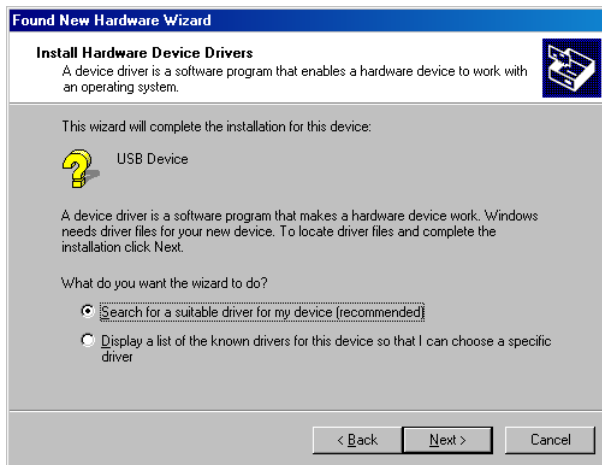 Found New Hardware Wizard
Install Hardware Device Drivers
A device driver is a software program that enables a hardware device to work with
an operating system.
This wizard will complete the installation for this device:
USB Device
A device driver is a software program that makes a hardware device work. Windows
needs driver files for your new device. To locate driver files and complete the
installation click Next.
What do you want the wizard to do?
Search for a suitable driver for my device (recommended)
Display a list of the known drivers for this device so that I can choose a specific
driver
< Back Next > Cancel